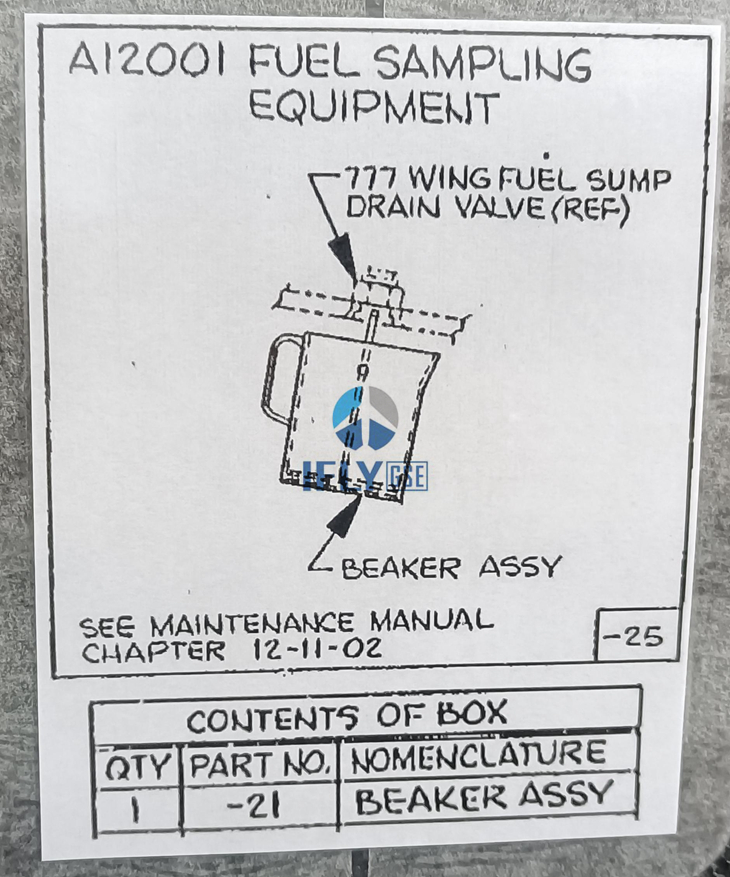 A12001 FUEL SAMPLING
EQUIPMENT
777 WING FUEL SUMP
DRAIN VALVE (REF)
IFLY GSE
BEAKER ASSY
SEE MAINTENANCE MANUAL
CHAPTER 12-11-02
-25
CONTENTS OF BOX
QTY PART NO. NOMENCLATURE
1 -21 BEAKER ASSY